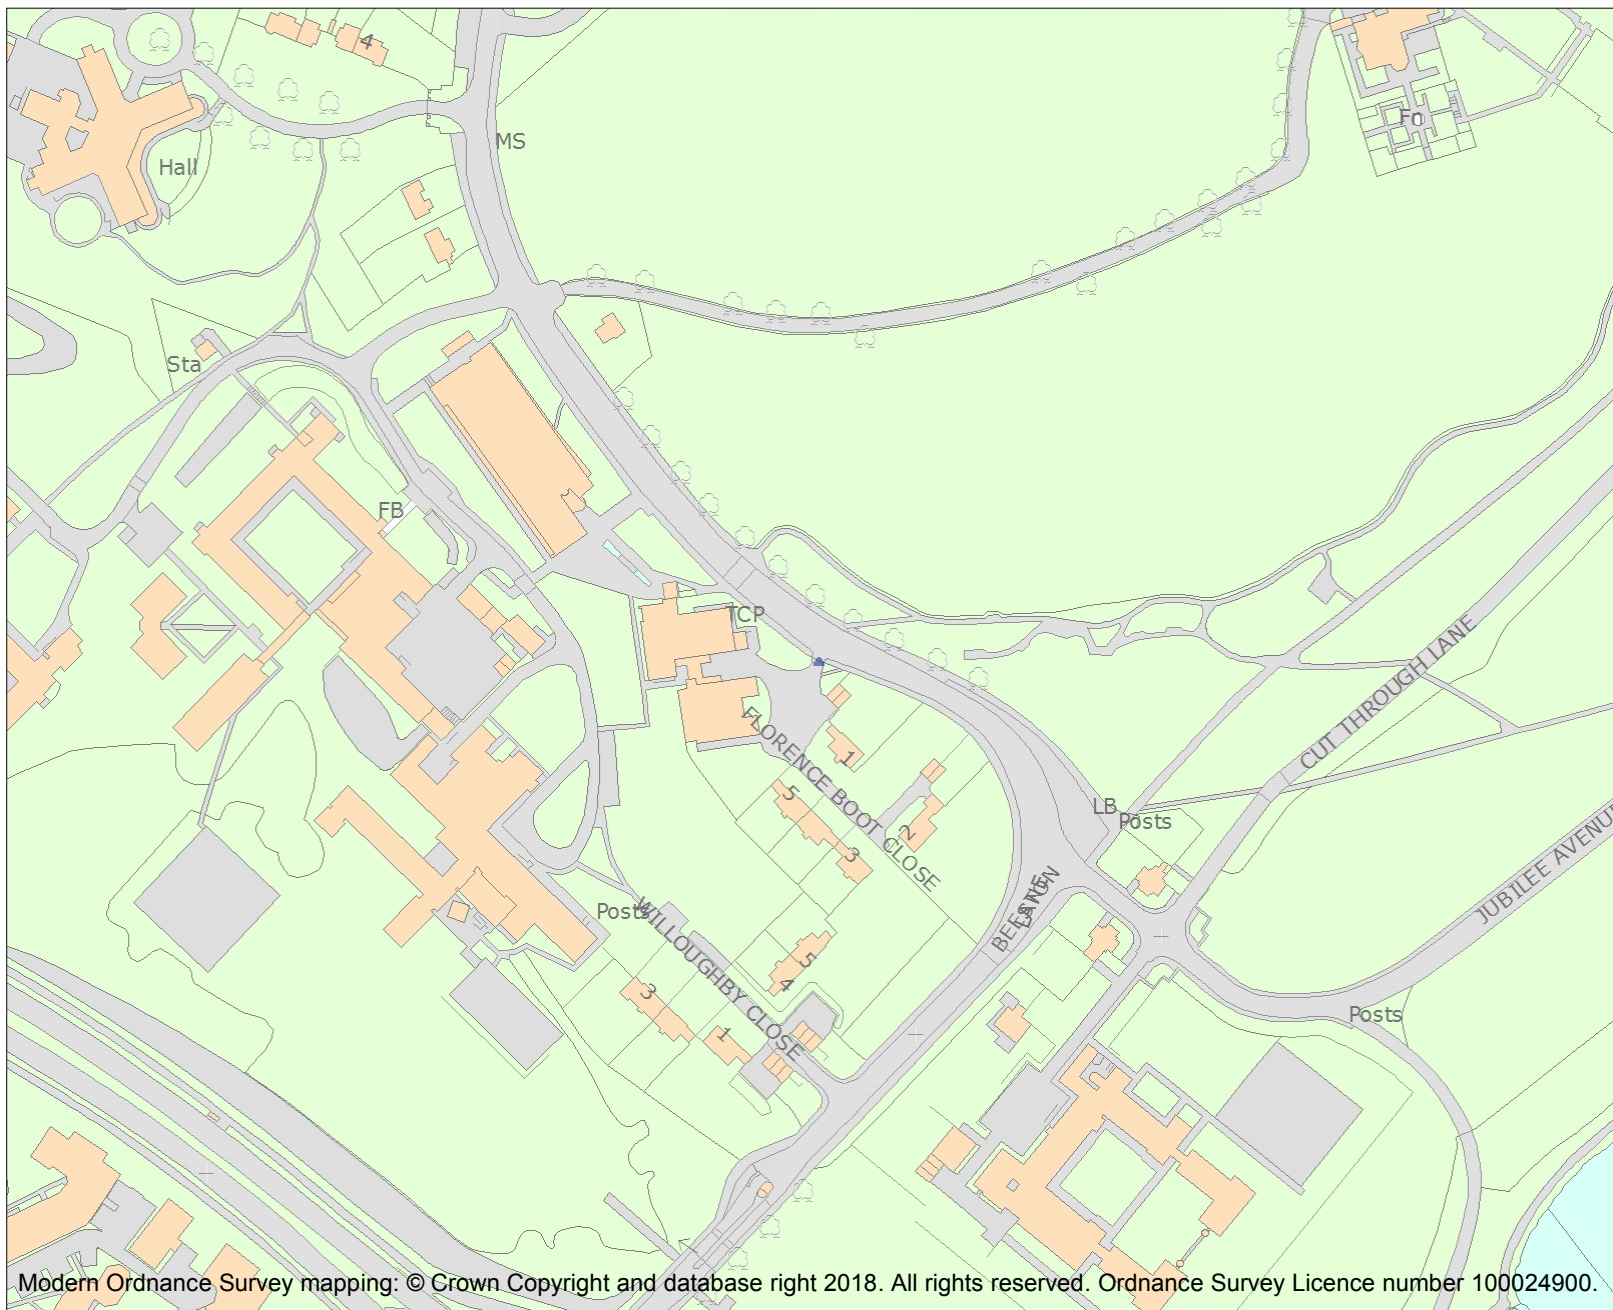 4
MS
Fn
Hall
Sta
FB
TCP
CUT THROUGH LANE
FLORENCE BOOT CLOSE
1
5
2
3
LB
Posts
JUBILEE AVENUE
BEESTON
LANE
Posts
WILLOUGHBY CLOSE
5
4
3
1
Posts
Modern Ordnance Survey mapping: © Crown Copyright and database right 2018. All rights reserved. Ordnance Survey Licence number 100024900.